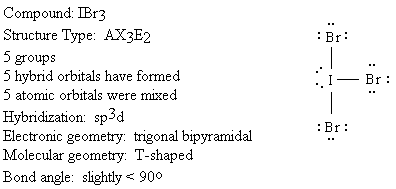 Compound: IBr3
Structure Type: AX3E2
5 groups
5 hybrid orbitals have formed
5 atomic orbitals were mixed
Hybridization: sp3d
Electronic geometry: trigonal bipyramidal
Molecular geometry: T-shaped
Bond angle: slightly < 90º
Br
I
Br
Br